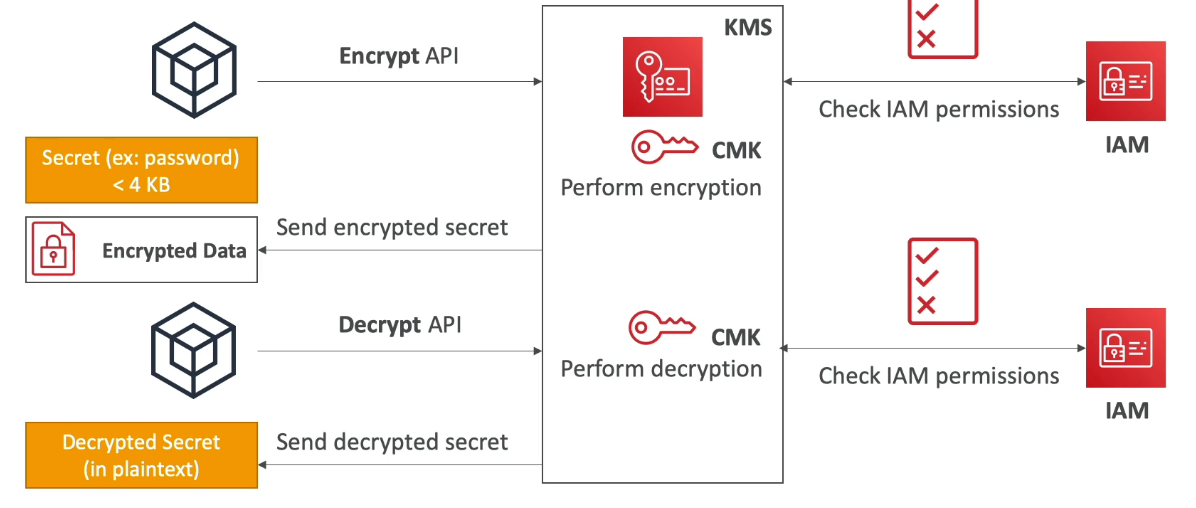 KMS
Encrypt API
Check IAM permissions
IAM
Secret (ex: password)
< 4 KB
CMK
Perform encryption
Send encrypted secret
Encrypted Data
Decrypt API
CMK
Perform decryption
Check IAM permissions
IAM
Decrypted Secret
(in plaintext)
Send decrypted secret